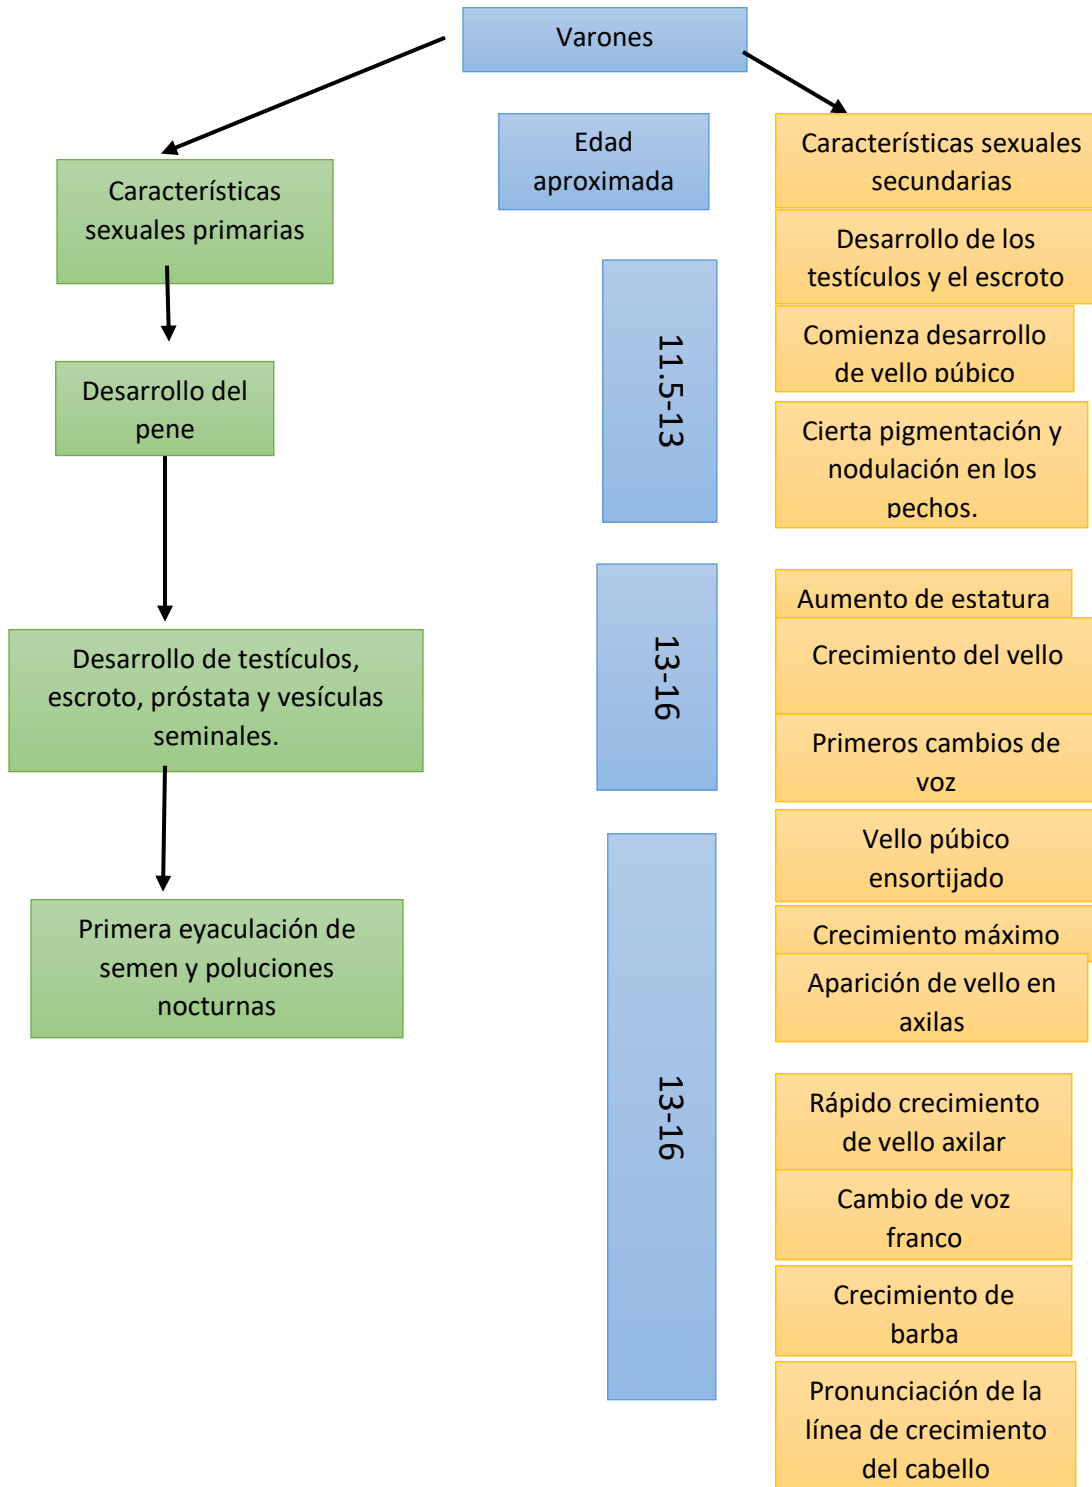 Varones
Características
sexuales primarias
Desarrollo del
pene
Desarrollo de testículos,
escroto, próstata y vesículas
seminales.
Primera eyaculación de
semen y poluciones
nocturnas
Edad
aproximada
11.5-13
13-16
13-16
Características sexuales
secundarias
Desarrollo de los
testículos y el escroto
Comienza desarrollo
de vello púbico
Cierta pigmentación y
nodulación en los
pechos.
Aumento de estatura
Crecimiento del vello
Primeros cambios de
voz
Vello púbico
ensortijado
Crecimiento máximo
Aparición de vello en
axilas
Rápido crecimiento
de vello axilar
Cambio de voz
franco
Crecimiento de
barba
Pronunciación de la
línea de crecimiento
del cabello